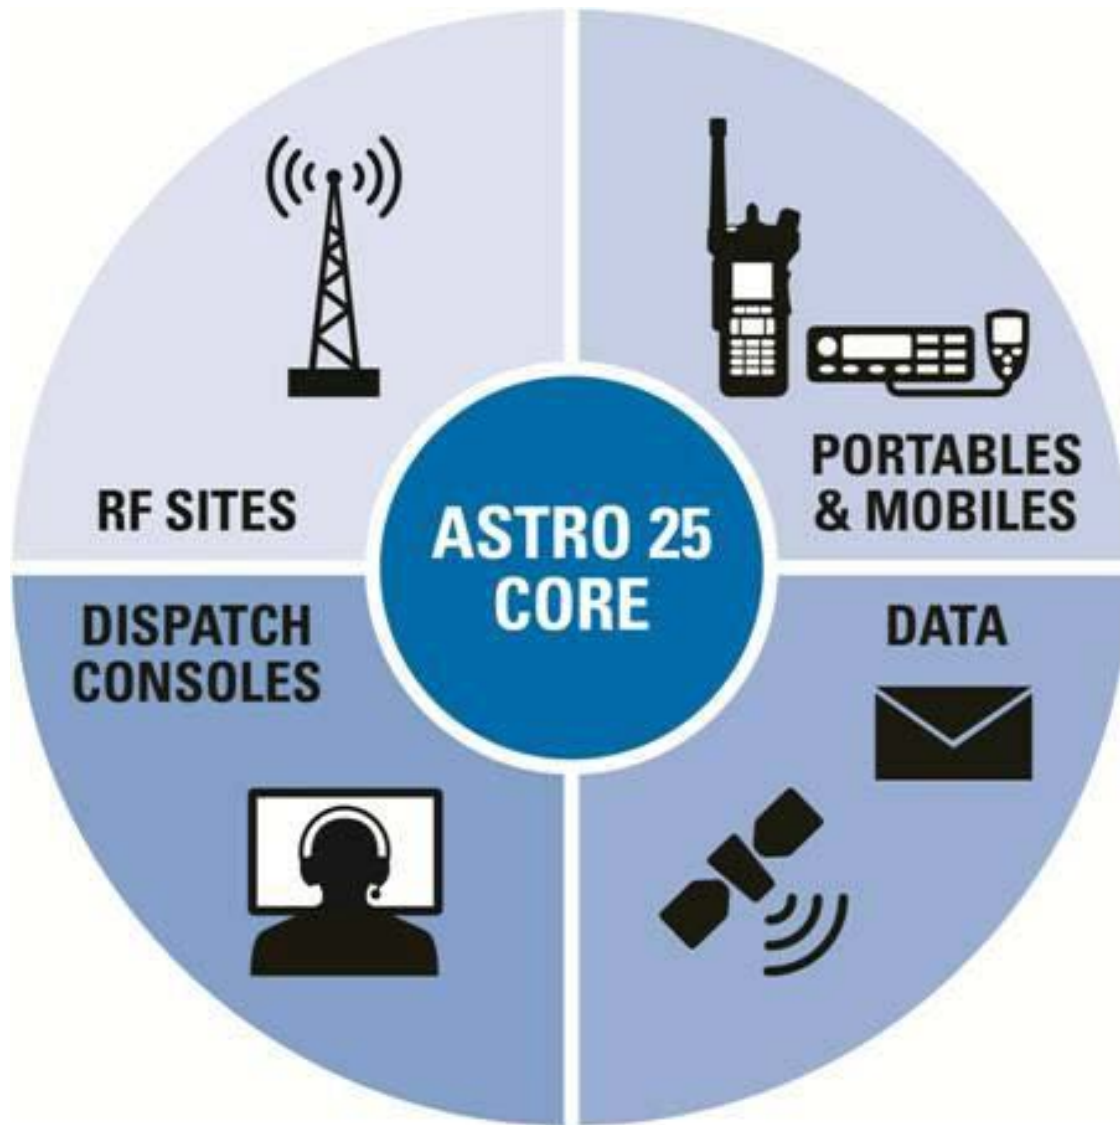 RF SITES
PORTABLES
& MOBILES
ASTRO 25
CORE
DISPATCH
CONSOLES
DATA